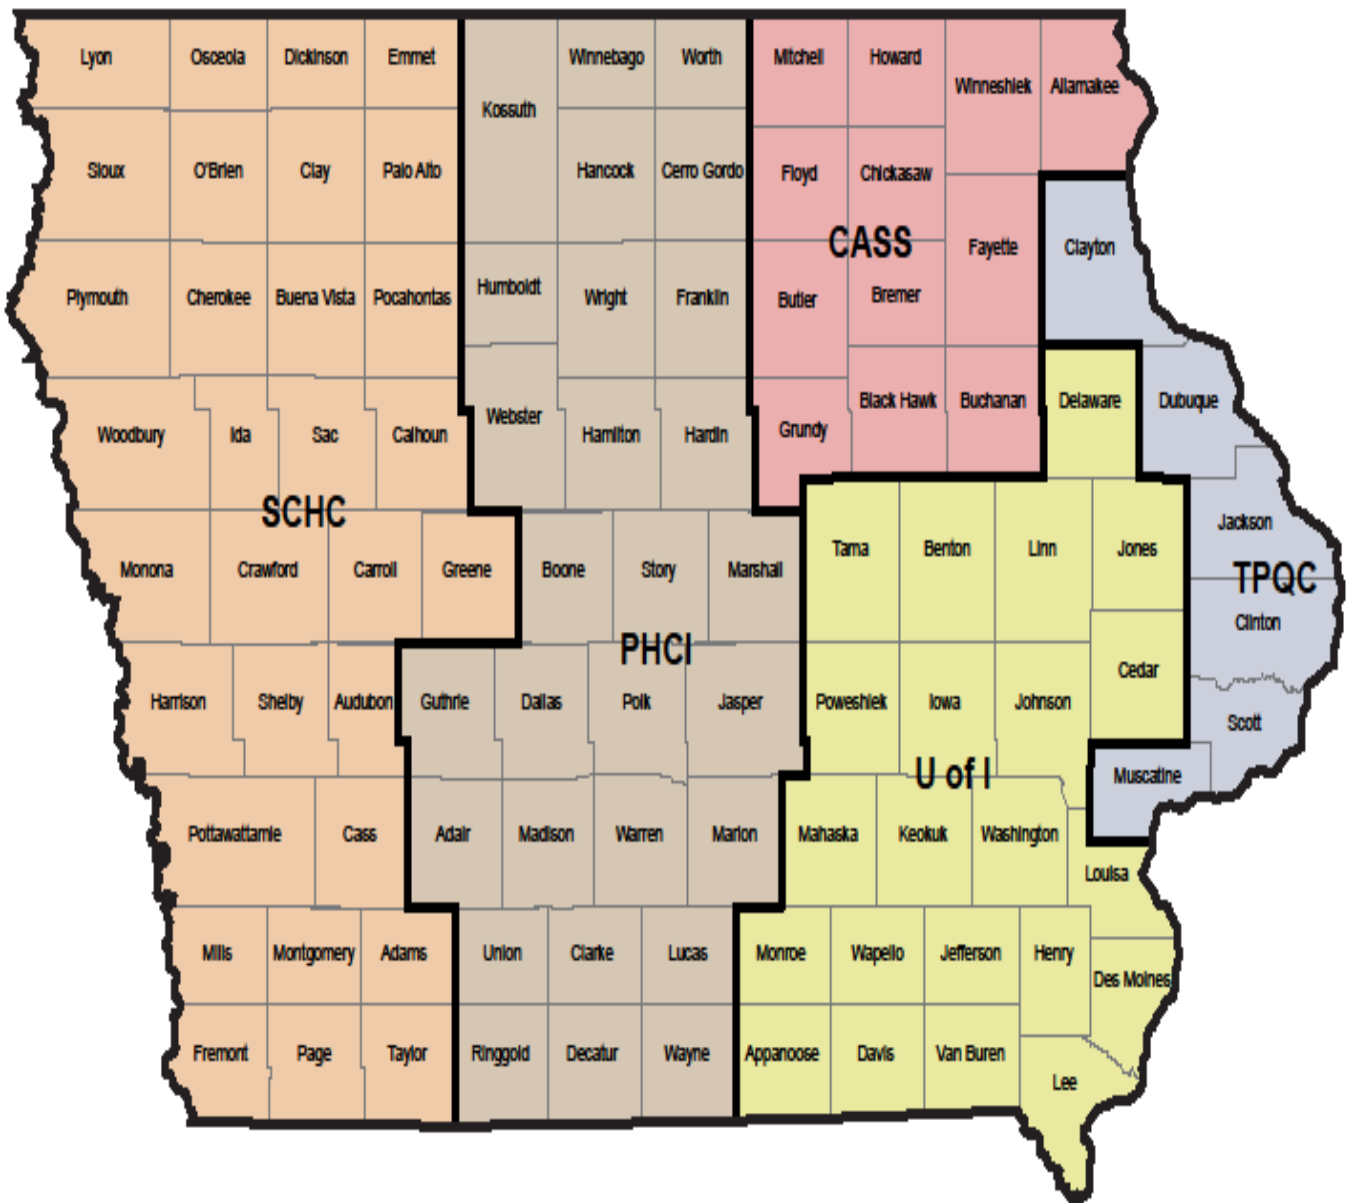 Lyon Osceola Dickinson Emmet Winnebago Worth Mitchell Howard
Kossuth Winneshiek Allamakee
Sioux O'Brien Clay Palo Alto Hancock Cerro Gordo Floyd Chickasaw
CASS Fayette Clayton
Plymouth Cherokee Buena Vista Pocahontas Humboldt Wright Franklin Butler Bremer
Woodbury Ida Sac Calhoun Webster Hamilton Hardin Grundy Black Hawk Buchanan Delaware Dubuque
SCHC
Jackson
Monona Crawford Carroll Greene Boone Story Marshall Tama Benton Linn Jones
TPQC
Clinton
PHCI
Harrison Shelby Audubon Guthrie Dallas Polk Jasper Poweshiek Iowa Johnson Cedar
Scott
U of I Muscatine
Pottawattamie Cass Adair Madison Warren Marion Mahaska Keokuk Washington
Louisa
Mills Montgomery Adams Union Clarke Lucas Monroe Wapello Jefferson Henry
Des Moines
Fremont Page Taylor Ringgold Decatur Wayne Appanoose Davis Van Buren
Lee